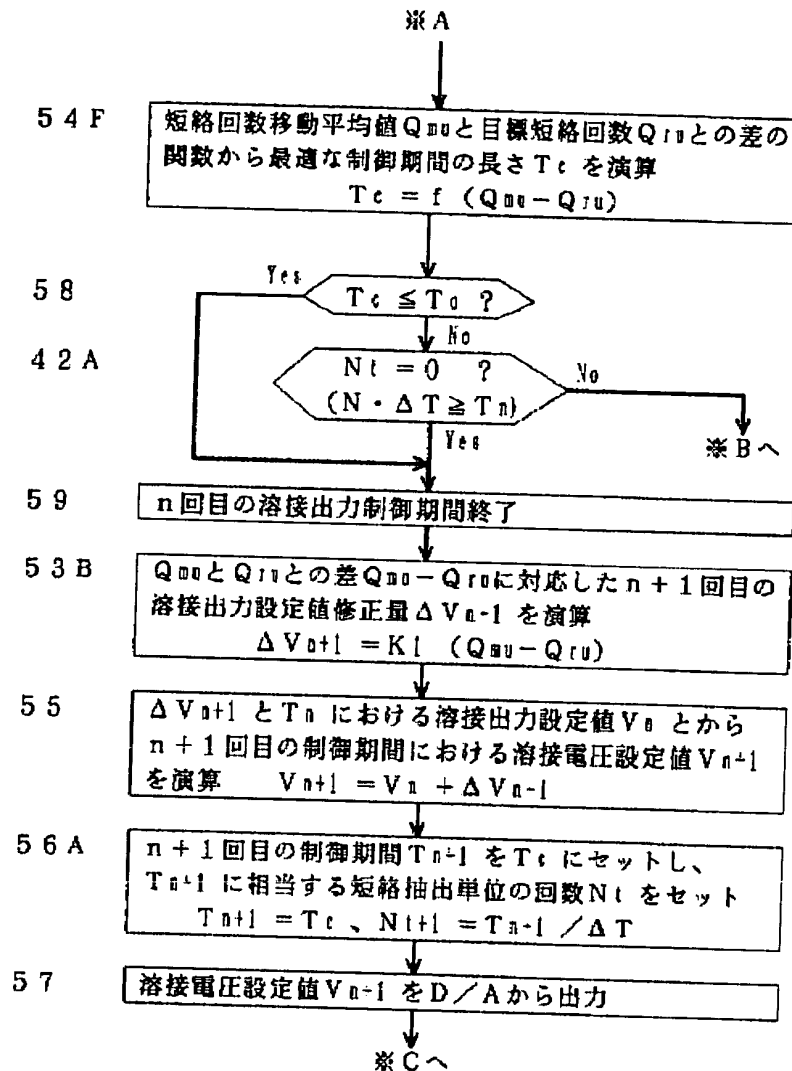 ※A
54F
短絡回数移動平均値Qmuと目標短絡回数Qruとの差の
関数から最適な制御期間の長さTcを演算
Tc=f(Qmu-Qru)
58
Yes
Tc≦T0 ?
No
42A
Nt=0 ?
(N・ΔT≧Tn)
No
※Bへ
Yes
59
n回目の溶接出力制御期間終了
53B
QmuとQruとの差Qmu-Qruに対応したn+1回目の
溶接出力設定値修正量ΔVn+1を演算
ΔVn+1=K1 (Qmu-Qru)
55
ΔVn+1とTnにおける溶接出力設定値Vnとから
n+1回目の制御期間における溶接電圧設定値Vn+1
を演算 Vn+1=Vn+ΔVn+1
56A
n+1回目の制御期間Tn+1をTcにセットし、
Tn+1に相当する短絡抽出単位の回数Ntをセット
Tn+1=Tc、Nt+1=Tn+1/ΔT
57
溶接電圧設定値Vn+1をD/Aから出力
※Cへ